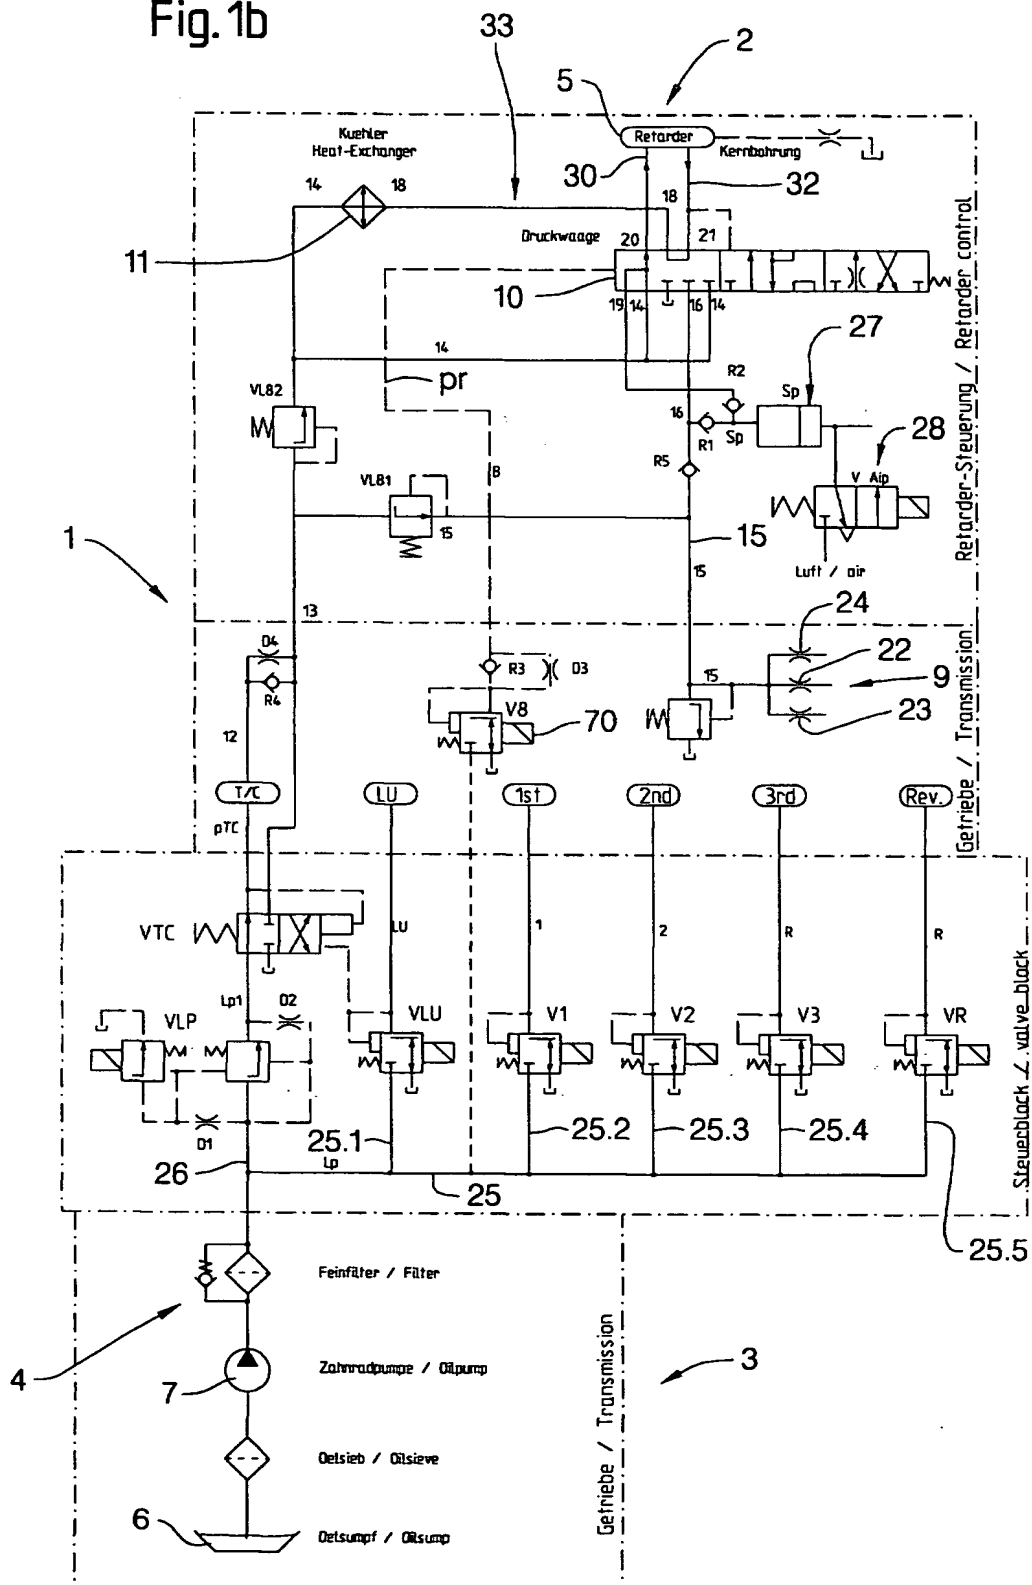 Fig. 1b
33
2
5
Kuehler
Heat-Exchanger
Retarder
Kernbohrung
30
32
14
18
18
11
Druckwaage
20
21
10
19
14
16
14
27
14
pr
R2
Sp
VL82
16
R1
Sp
28
R5
V
VL81
B
15
1
15
Luft / air
15
24
13
D4
R3
D3
15
22
9
R4
V8
70
23
12
T/C
LU
1st
2nd
3rd
Rev.
pTC
Retarder-Steuerung / Retarder control
Getriebe / Transmission
VTC
LU
1
2
R
R
Lp1
D2
VLP
VLU
V1
V2
V3
VR
D1
25.1
25.2
25.3
25.4
26
Lp
25
25.5
Steuerblock / valve block
Feinfilter / Filter
4
7
Zahnradpumpe / Oilpump
3
Oelsieb / Oilsieve
6
Oelsumpf / Oilsump
Getriebe / Transmission